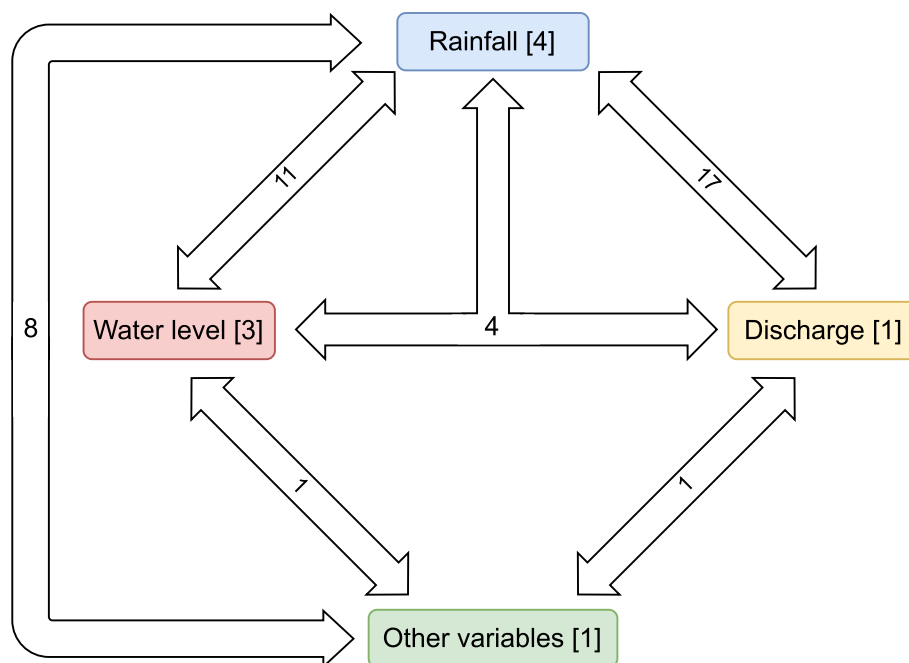 Rainfall [4]
11
17
8
Water level [3]
4
Discharge [1]
1
1
Other variables [1]